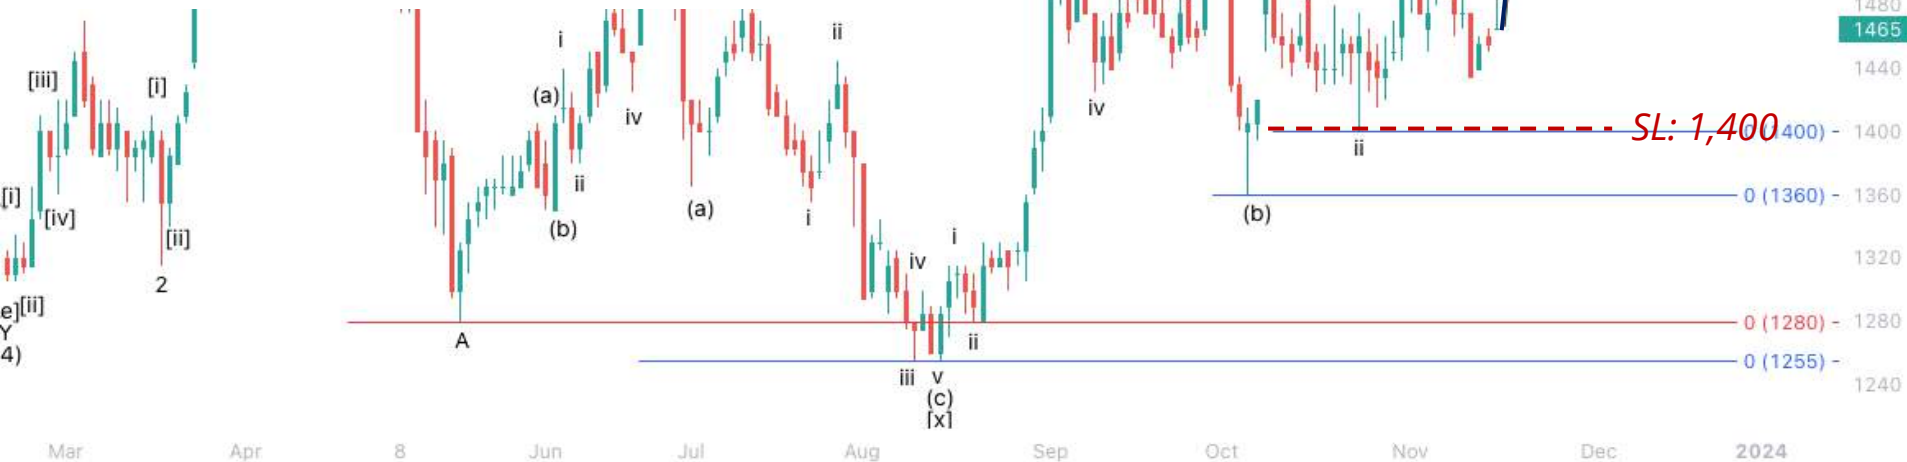 1480
1465
i
ii
[iii]
[i]
1440
(a)
iv
iv
SL: 1,400
0 (1400)
1400
ii
ii
[i]
(a)
0 (1360)
1360
[iv]
i
(b)
(b)
[ii]
i
iv
1320
2
e][ii]
Y
4)
0 (1280)
1280
A
ii
0 (1255)
iii
v
1240
(c)
[x]
Mar
Apr
8
Jun
Jul
Aug
Sep
Oct
Nov
Dec
2024